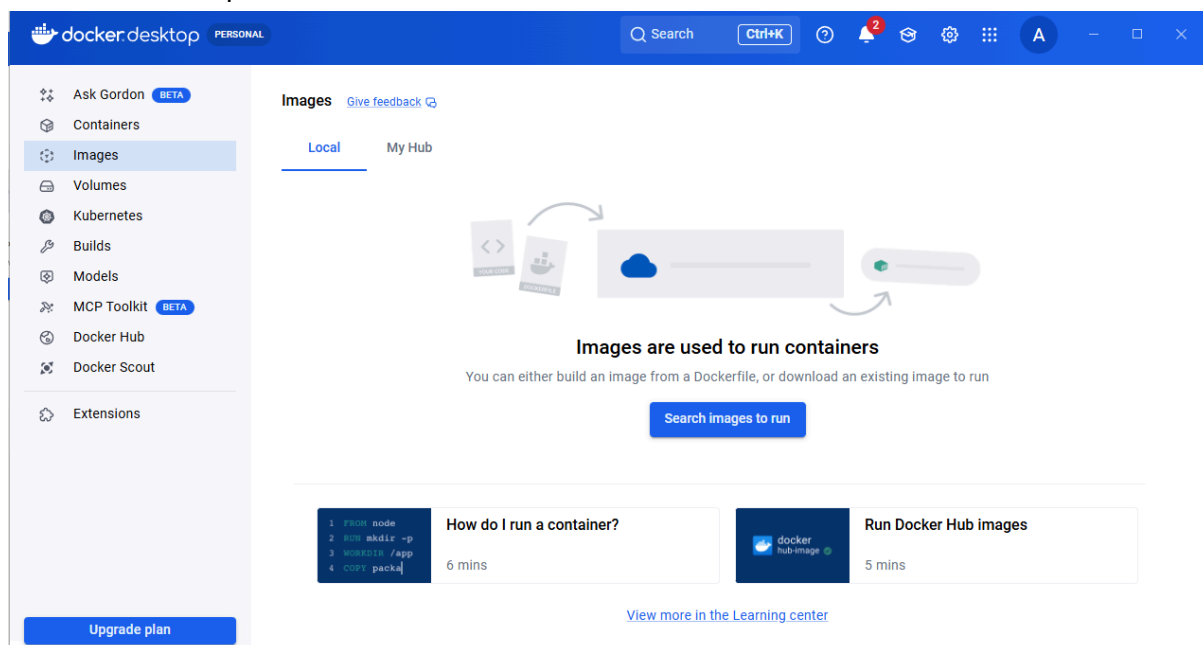 docker.desktop PERSONAL
Search Ctrl+K
2
A
Ask Gordon BETA
Containers
Images
Volumes
Kubernetes
Builds
Models
MCP Toolkit BETA
Docker Hub
Docker Scout
Extensions
Upgrade plan
Images Give feedback
Local My Hub
YOUR CODE
DOCKERFILE
Images are used to run containers
You can either build an image from a Dockerfile, or download an existing image to run
Search images to run
1 FROM node
2 RUN mkdir -p
3 WORKDIR /app
4 COPY packa
How do I run a container?
6 mins
docker
hub-image
Run Docker Hub images
5 mins
View more in the Learning center